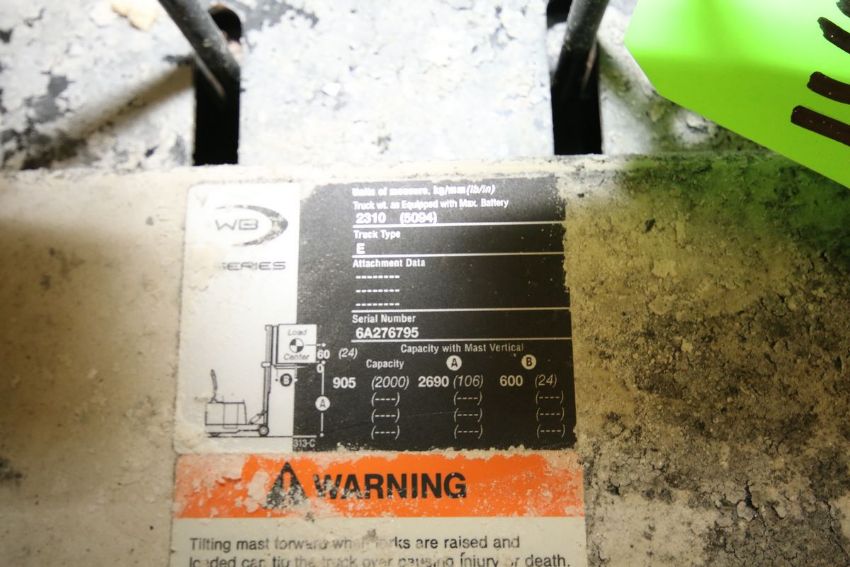 WB
SERIES
Units of measure, kg/mm (lb/in)
Truck wt. as Equipped with Max. Battery
2310 (5094)
Truck Type
E
Attachment Data
--------
--------
--------
Serial Number
6A276795
Load
Center
60 (24)
0
Capacity with Mast Vertical
Capacity A B
905 (2000) 2690 (106) 600 (24)
(----) (----) (----)
(----) (----) (----)
(----) (----) (----)
B
A
313-C
WARNING
Tilting mast forward when forks are raised and
loaded can tip the truck over causing injury or death.